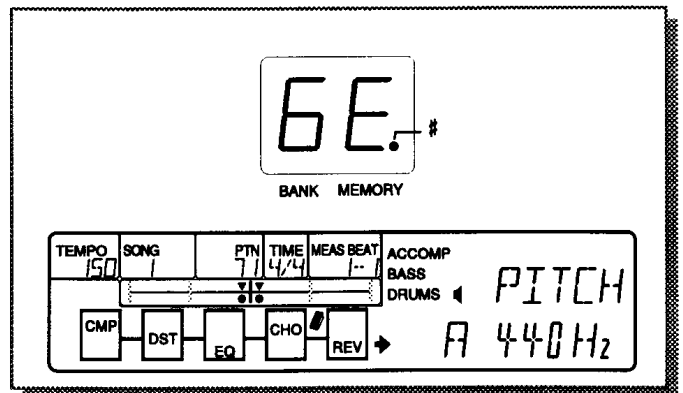 6E. #
BANK MEMORY
TEMPO SONG PTN TIME MEAS BEAT ACCOMP
150 1 71 4/4 1-- 1 BASS
DRUMS PITCH
CMP DST EQ CHO REV A 440Hz